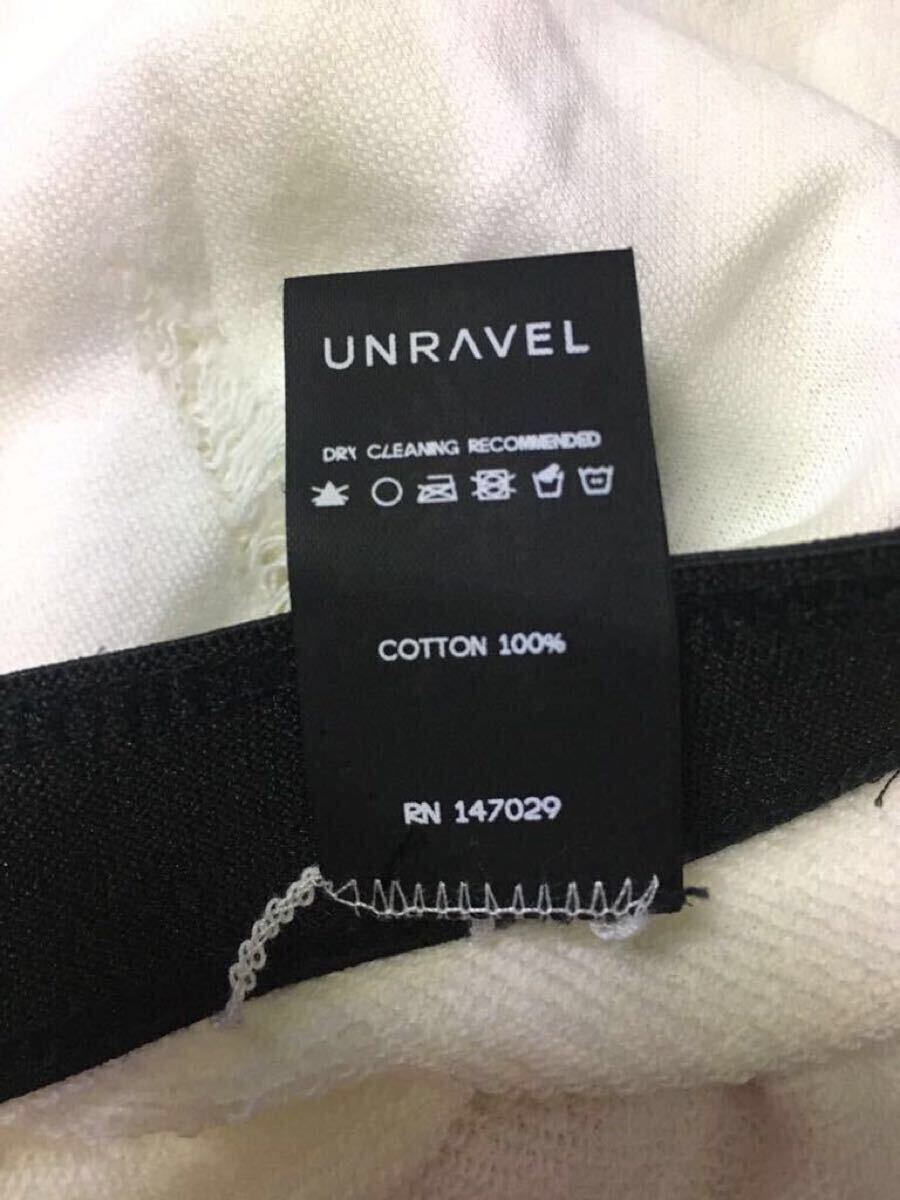 UNRAVEL
DRY CLEANING RECOMMENDED
COTTON 100%
RN 147029